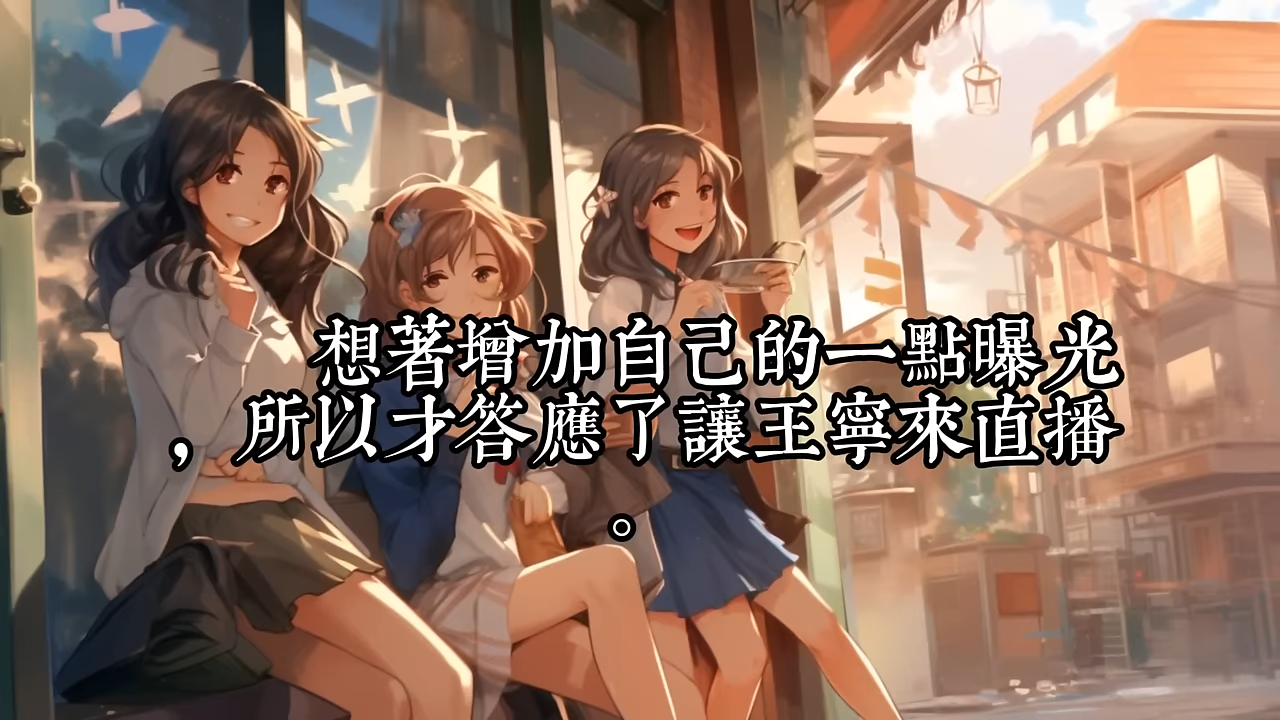 想著增加自己的一點曝光
，所以才答應了讓王寧來直播
。